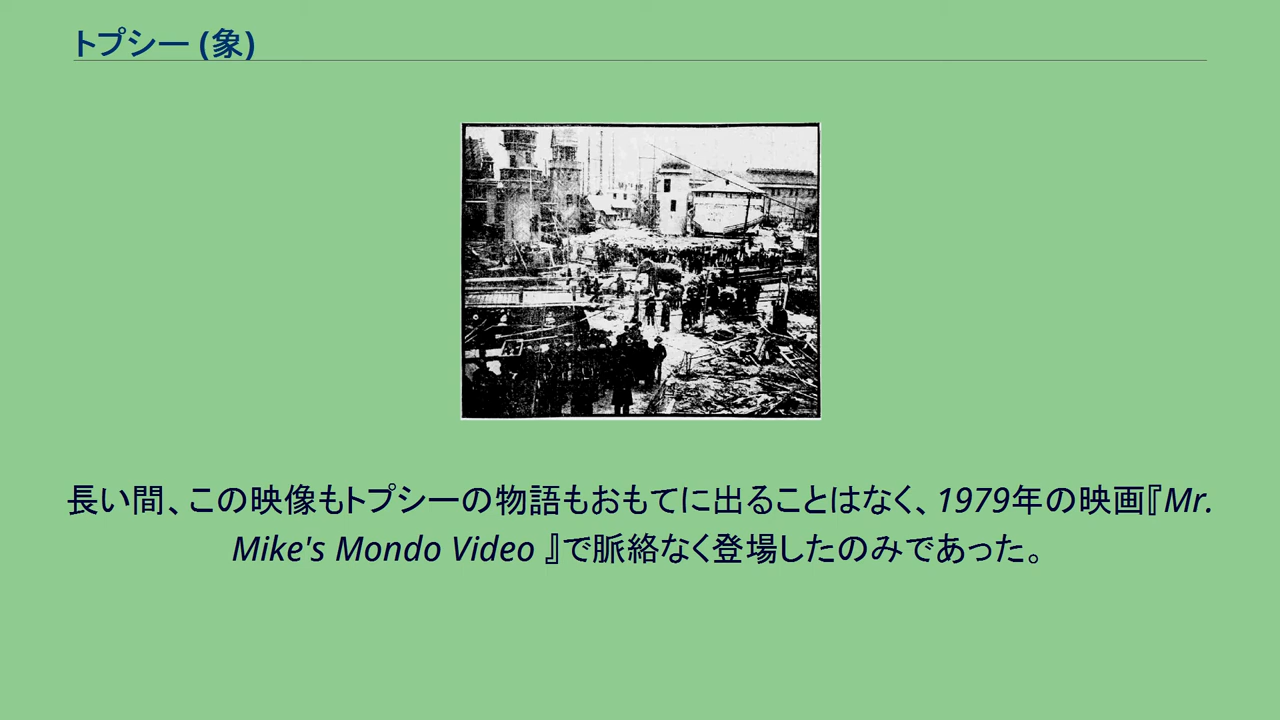 トプシー (象)
長い間、この映像もトプシーの物語もおもてに出ることはなく、1979年の映画『Mr.
Mike's Mondo Video 』で脈絡なく登場したのみであった。